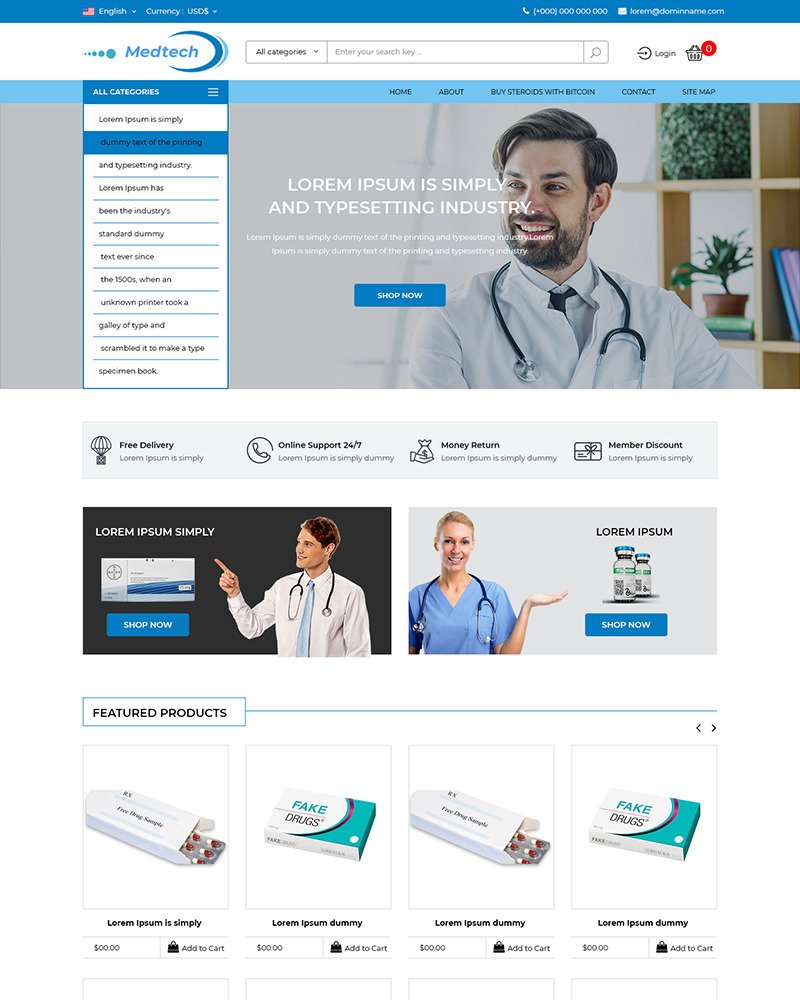 English
Currency : USD$
(+000) 000 000 000
lorem@dominname.com
Medtech
All categories
Enter your search key ...
Login
0
ALL CATEGORIES
HOME
ABOUT
BUY STEROIDS WITH BITCOIN
CONTACT
SITE MAP
Lorem Ipsum is simply
dummy text of the printing
and typesetting industry.
Lorem Ipsum has
been the industry's
standard dummy
text ever since
the 1500s, when an
unknown printer took a
galley of type and
scrambled it to make a type
specimen book.
LOREM IPSUM IS SIMPLY
AND TYPESETTING INDUSTRY.
Lorem Ipsum is simply dummy text of the printing and typesetting industry.Lorem
Ipsum is simply dummy text of the printing and typesetting industry.
SHOP NOW
Free Delivery
Lorem Ipsum is simply
Online Support 24/7
Lorem Ipsum is simply dummy
Money Return
Lorem Ipsum is simply dummy
Member Discount
Lorem Ipsum is simply
LOREM IPSUM SIMPLY
SHOP NOW
LOREM IPSUM
SHOP NOW
FEATURED PRODUCTS
RX
Free Drug Sample
FAKE
DRUGS
FAKE DRUGS
RX
Free Drug Sample
FAKE
DRUGS
FAKE DRUGS
Lorem Ipsum is simply
Lorem Ipsum dummy
Lorem Ipsum dummy
Lorem Ipsum dummy
$00.00
Add to Cart
$00.00
Add to Cart
$00.00
Add to Cart
$00.00
Add to Cart